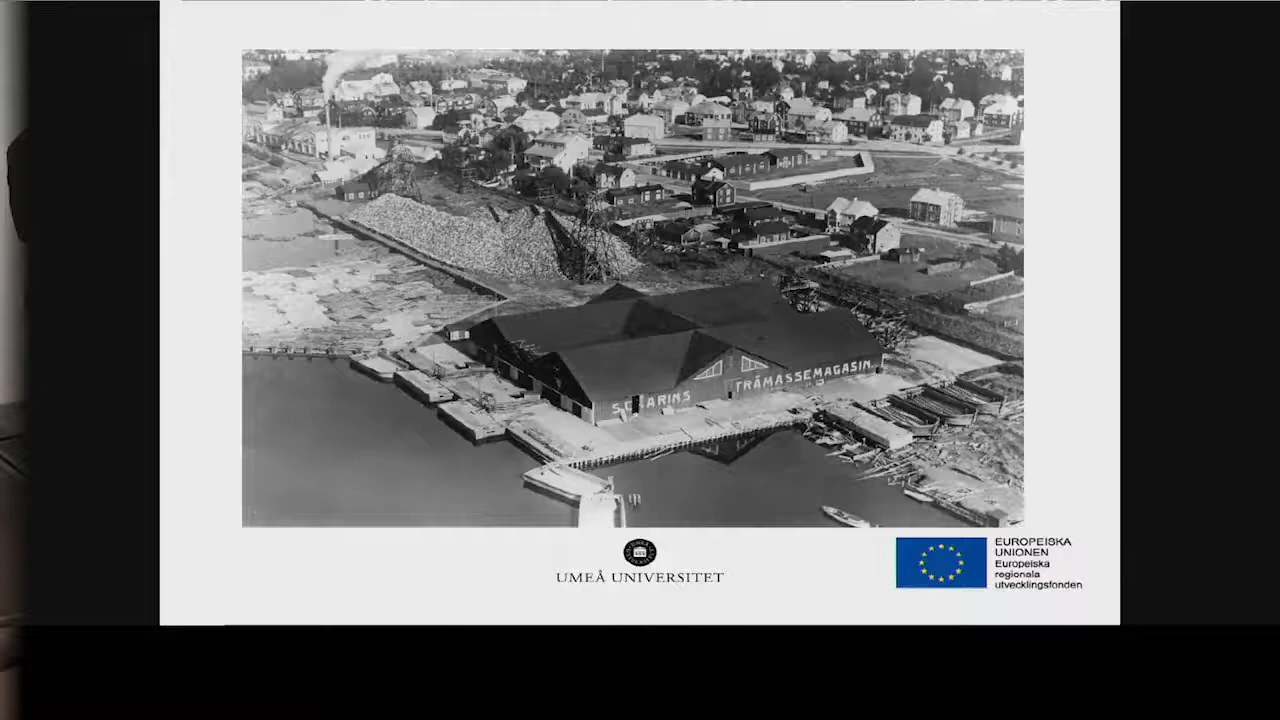 SCHARINS TRÄMASSEMAGASIN.
UMEÅ UNIVERSITET
EUROPEISKA
UNIONEN
Europeiska
regionala
utvecklingsfonden